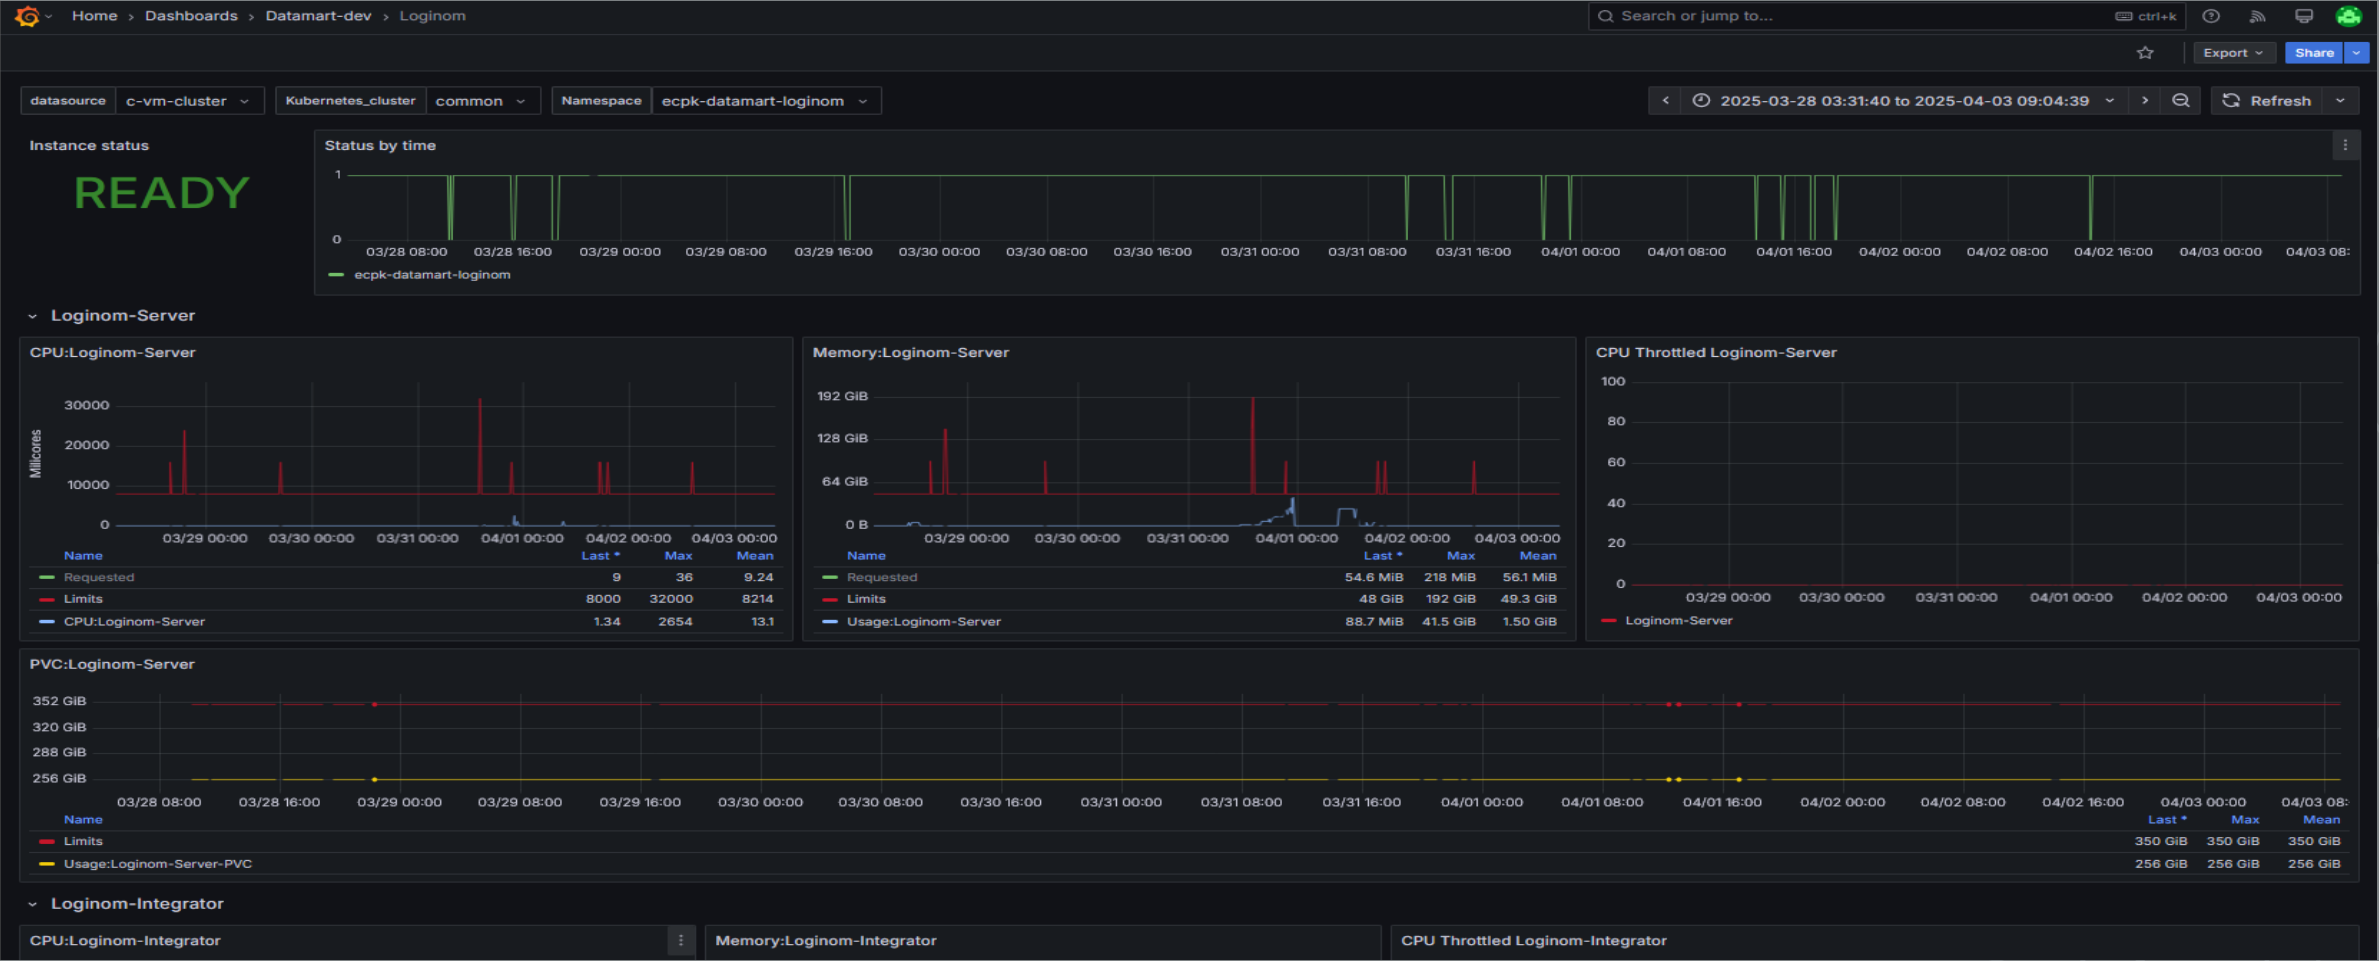 Home › Dashboards › Datamart-dev › Loginom
Search or jump to...
ctrl+k
Export
Share
datasource c-vm-cluster
Kubernetes_cluster common
Namespace ecpk-datamart-loginom
2025-03-28 03:31:40 to 2025-04-03 09:04:39
Refresh
Instance status
READY
Status by time
1
0
03/28 08:00 03/28 16:00 03/29 00:00 03/29 08:00 03/29 16:00 03/30 00:00 03/30 08:00 03/30 16:00 03/31 00:00 03/31 08:00 03/31 16:00 04/01 00:00 04/01 08:00 04/01 16:00 04/02 00:00 04/02 08:00 04/02 16:00 04/03 00:00 04/03 08:
ecpk-datamart-loginom
Loginom-Server
CPU:Loginom-Server
Millicores
30000
20000
10000
0
03/29 00:00 03/30 00:00 03/31 00:00 04/01 00:00 04/02 00:00 04/03 00:00
Name Last * Max Mean
Requested 9 36 9.24
Limits 8000 32000 8214
CPU:Loginom-Server 1.34 2654 13.1
Memory:Loginom-Server
192 GiB
128 GiB
64 GiB
0 B
03/29 00:00 03/30 00:00 03/31 00:00 04/01 00:00 04/02 00:00 04/03 00:00
Name Last * Max Mean
Requested 54.6 MiB 218 MiB 56.1 MiB
Limits 48 GiB 192 GiB 49.3 GiB
Usage:Loginom-Server 88.7 MiB 41.5 GiB 1.50 GiB
CPU Throttled Loginom-Server
100
80
60
40
20
0
03/29 00:00 03/30 00:00 03/31 00:00 04/01 00:00 04/02 00:00 04/03 00:00
Loginom-Server
PVC:Loginom-Server
352 GiB
320 GiB
288 GiB
256 GiB
03/28 08:00 03/28 16:00 03/29 00:00 03/29 08:00 03/29 16:00 03/30 00:00 03/30 08:00 03/30 16:00 03/31 00:00 03/31 08:00 03/31 16:00 04/01 00:00 04/01 08:00 04/01 16:00 04/02 00:00 04/02 08:00 04/02 16:00 04/03 00:00 04/03 08:
Name Last * Max Mean
Limits 350 GiB 350 GiB 350 GiB
Usage:Loginom-Server-PVC 256 GiB 256 GiB 256 GiB
Loginom-Integrator
CPU:Loginom-Integrator
Memory:Loginom-Integrator
CPU Throttled Loginom-Integrator